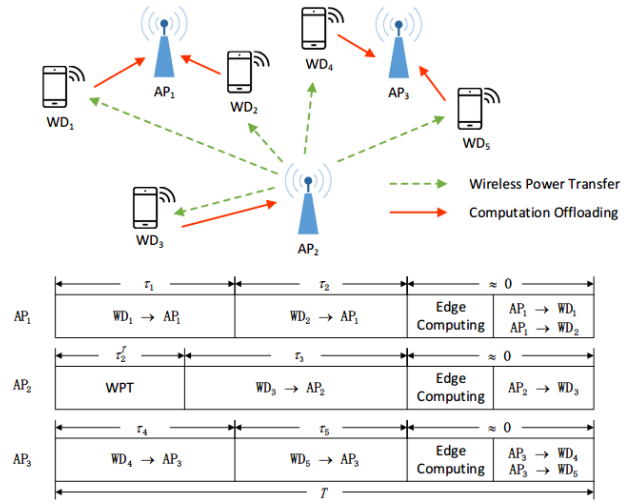 WD4
AP1
AP3
WD1
WD2
WD5
Wireless Power Transfer
WD3
AP2
Computation Offloading
τ1 τ2 ≈ 0
AP1 WD1 → AP1 WD2 → AP1 Edge Computing AP1 → WD1
AP1 → WD2
τ2^T τ3 ≈ 0
AP2 WPT WD3 → AP2 Edge Computing AP2 → WD3
τ4 τ5 ≈ 0
AP3 WD4 → AP3 WD5 → AP3 Edge Computing AP3 → WD4
AP3 → WD5
T